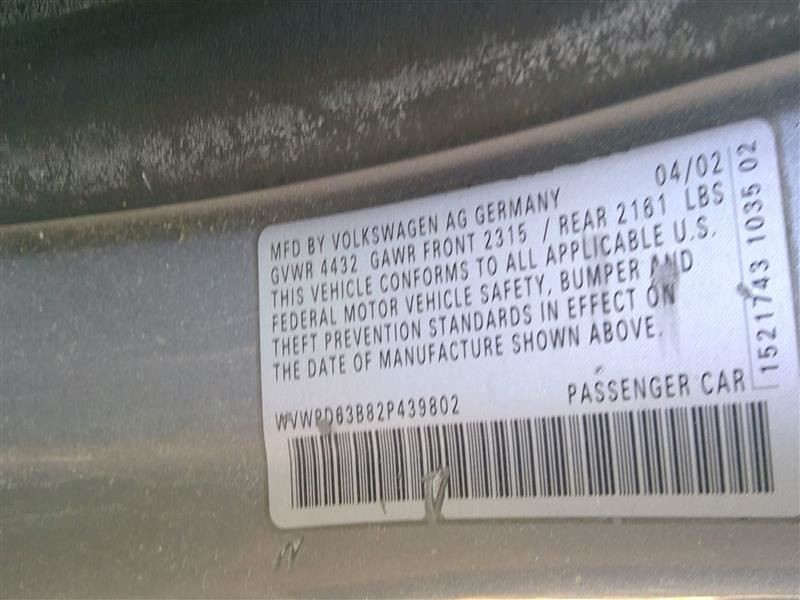 04/02
MFD BY VOLKSWAGEN AG GERMANY
GVWR 4432 GAWR FRONT 2315 / REAR 2161 LBS
THIS VEHICLE CONFORMS TO ALL APPLICABLE U.S.
FEDERAL MOTOR VEHICLE SAFETY, BUMPER AND
THEFT PREVENTION STANDARDS IN EFFECT ON
THE DATE OF MANUFACTURE SHOWN ABOVE.
WVWPD63B82P439802
PASSENGER CAR
1521743 1035 02